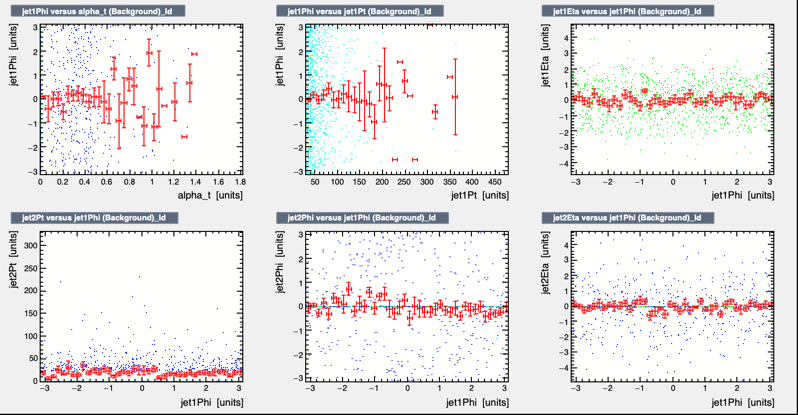 jet1Phi versus alpha_t (Background)_Id
jet1Phi versus jet1Pt (Background)_Id
jet1Eta versus jet1Phi (Background)_Id
jet1Phi [units]
3
2
1
0
−1
−2
−3
0 0.2 0.4 0.6 0.8 1 1.2 1.4 1.6 1.8
alpha_t [units]
jet1Phi [units]
3
2
1
0
−1
−2
−3
50 100 150 200 250 300 350 400 450
jet1Pt [units]
jet1Eta [units]
4
3
2
1
0
−1
−2
−3
−4
−3 −2 −1 0 1 2 3
jet1Phi [units]
jet2Pt versus jet1Phi (Background)_Id
jet2Phi versus jet1Phi (Background)_Id
jet2Eta versus jet1Phi (Background)_Id
jet2Pt [units]
300
250
200
150
100
50
0
−3 −2 −1 0 1 2 3
jet1Phi [units]
jet2Phi [units]
3
2
1
0
−1
−2
−3
−3 −2 −1 0 1 2 3
jet1Phi [units]
jet2Eta [units]
4
3
2
1
0
−1
−2
−3
−4
−3 −2 −1 0 1 2 3
jet1Phi [units]